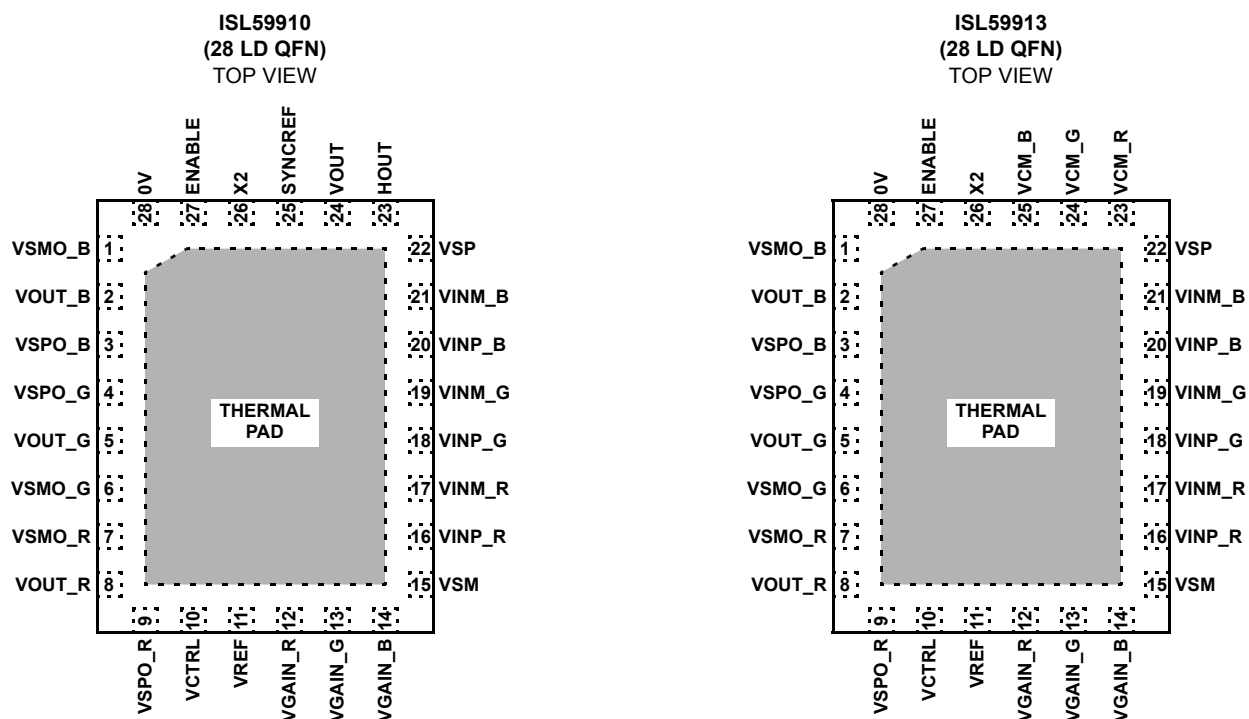 ISL59910
(28 LD QFN)
TOP VIEW
28 0V
27 ENABLE
26 X2
25 SYNCREF
24 VOUT
23 HOUT
VSMO_B 1
VOUT_B 2
VSPO_B 3
VSPO_G 4
VOUT_G 5
VSMO_G 6
VSMO_R 7
VOUT_R 8
THERMAL
PAD
22 VSP
21 VINM_B
20 VINP_B
19 VINM_G
18 VINP_G
17 VINM_R
16 VINP_R
15 VSM
VSPO_R 9
VCTRL 10
VREF 11
VGAIN_R 12
VGAIN_G 13
VGAIN_B 14
ISL59913
(28 LD QFN)
TOP VIEW
28 0V
27 ENABLE
26 X2
25 VCM_B
24 VCM_G
23 VCM_R
VSMO_B 1
VOUT_B 2
VSPO_B 3
VSPO_G 4
VOUT_G 5
VSMO_G 6
VSMO_R 7
VOUT_R 8
THERMAL
PAD
22 VSP
21 VINM_B
20 VINP_B
19 VINM_G
18 VINP_G
17 VINM_R
16 VINP_R
15 VSM
VSPO_R 9
VCTRL 10
VREF 11
VGAIN_R 12
VGAIN_G 13
VGAIN_B 14